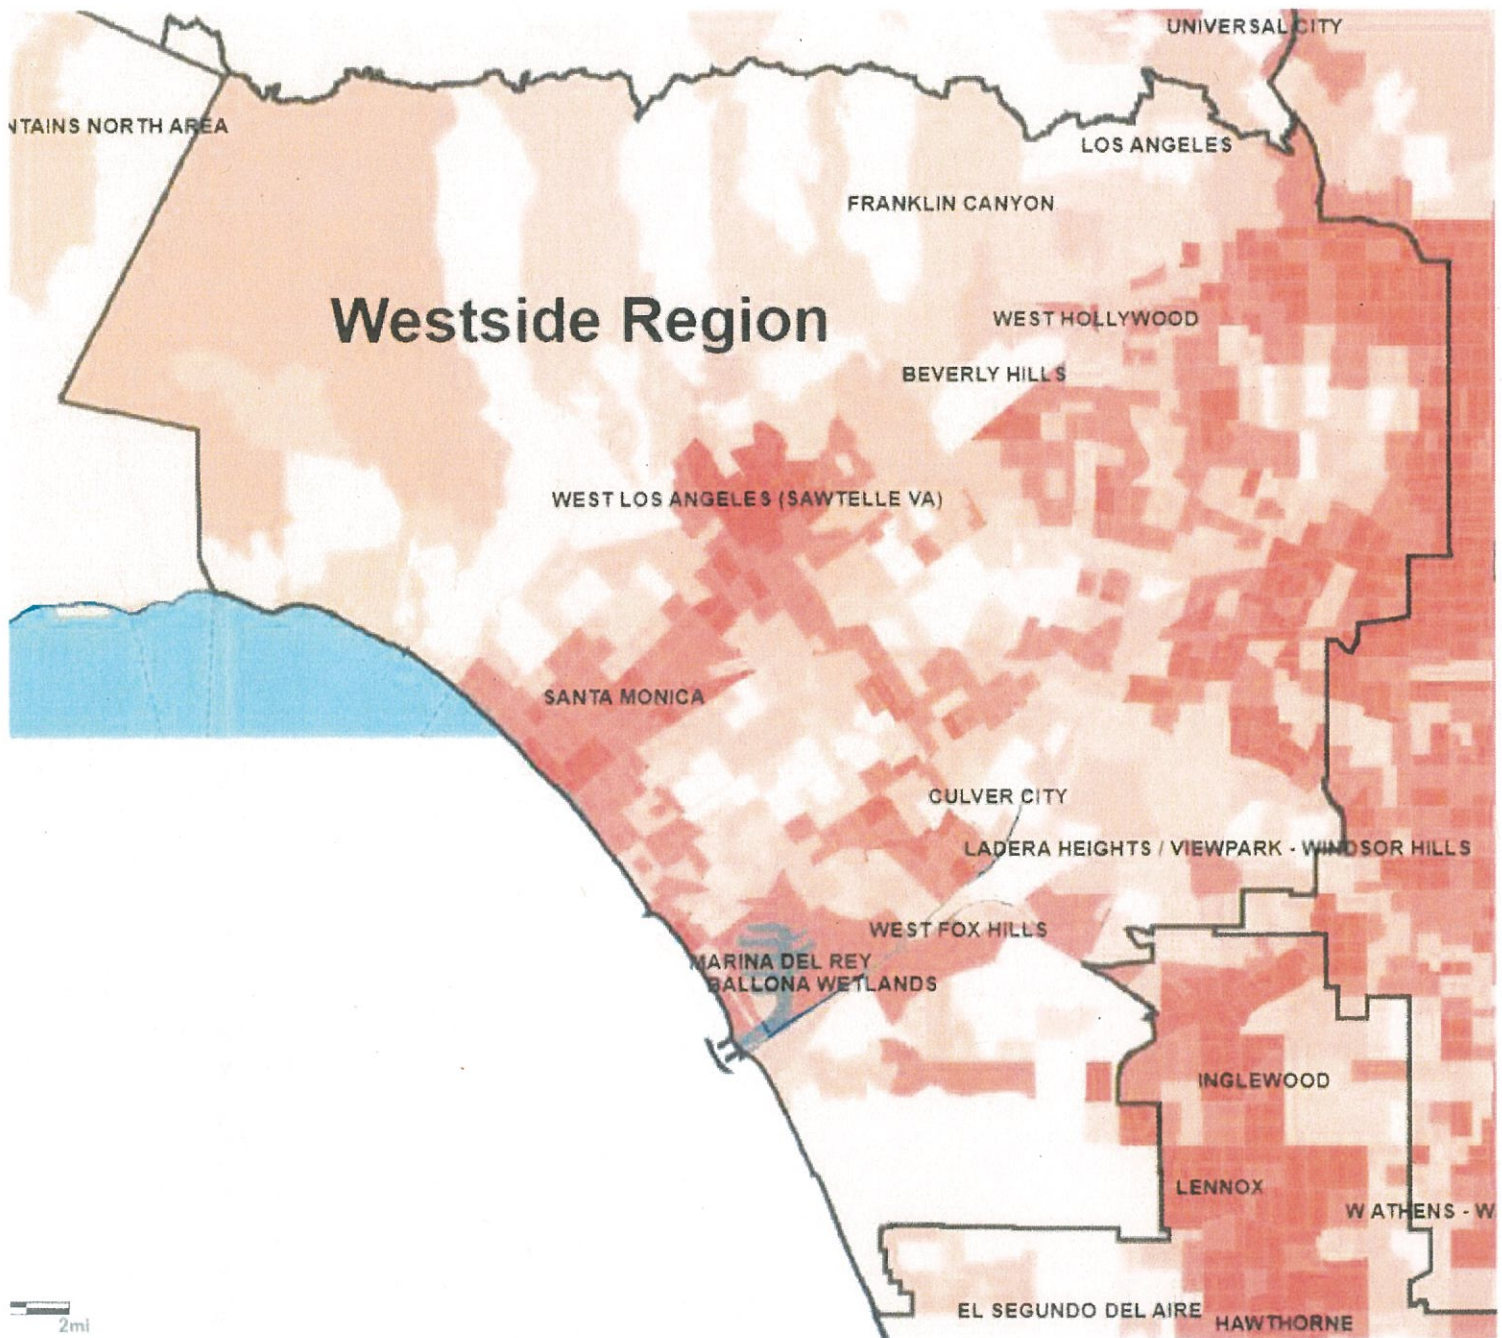 UNIVERSAL CITY
NTAINS NORTH AREA
LOS ANGELES
FRANKLIN CANYON
Westside Region
WEST HOLLYWOOD
BEVERLY HILLS
WEST LOS ANGELES (SAWTELLE VA)
SANTA MONICA
CULVER CITY
LADERA HEIGHTS / VIEWPARK - WINDSOR HILLS
WEST FOX HILLS
MARINA DEL REY
BALLONA WETLANDS
INGLEWOOD
LENNOX
W ATHENS - W
EL SEGUNDO DEL AIRE
HAWTHORNE
2mi